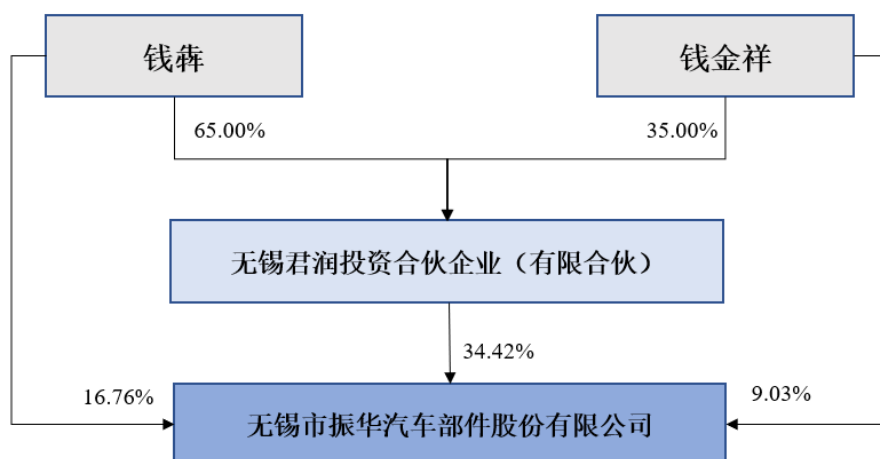 钱犇
钱金祥
65.00%
35.00%
无锡君润投资合伙企业（有限合伙）
34.42%
16.76%
9.03%
无锡市振华汽车部件股份有限公司